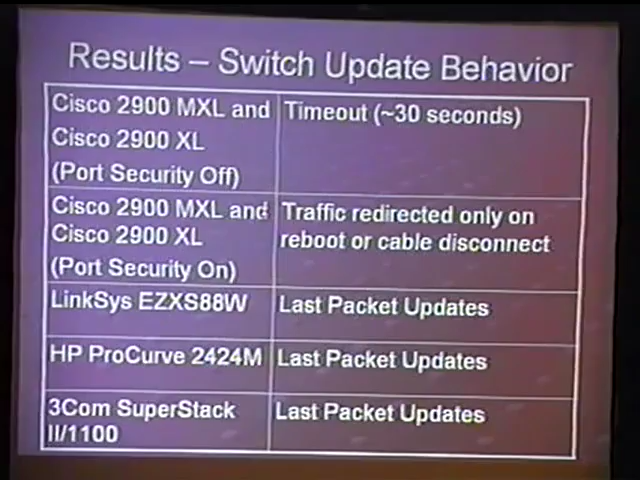 Results – Switch Update Behavior
Cisco 2900 MXL and
Cisco 2900 XL
(Port Security Off)
Timeout (~30 seconds)
Cisco 2900 MXL and
Cisco 2900 XL
(Port Security On)
Traffic redirected only on
reboot or cable disconnect
LinkSys EZXS88W
Last Packet Updates
HP ProCurve 2424M
Last Packet Updates
3Com SuperStack
II/1100
Last Packet Updates